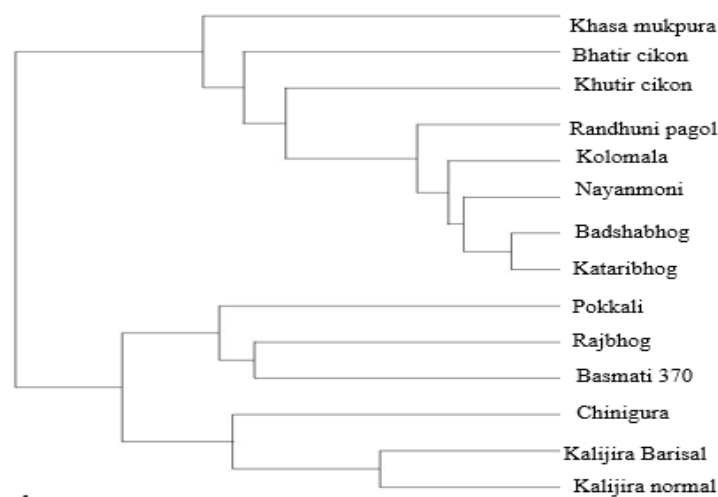 Khasa mukpura
Bhatir cikon
Khutir cikon
Randhuni pagol
Kolomala
Nayanmoni
Badshabhog
Kataribhog
Pokkali
Rajbhog
Basmati 370
Chinigura
Kalijira Barisal
Kalijira normal